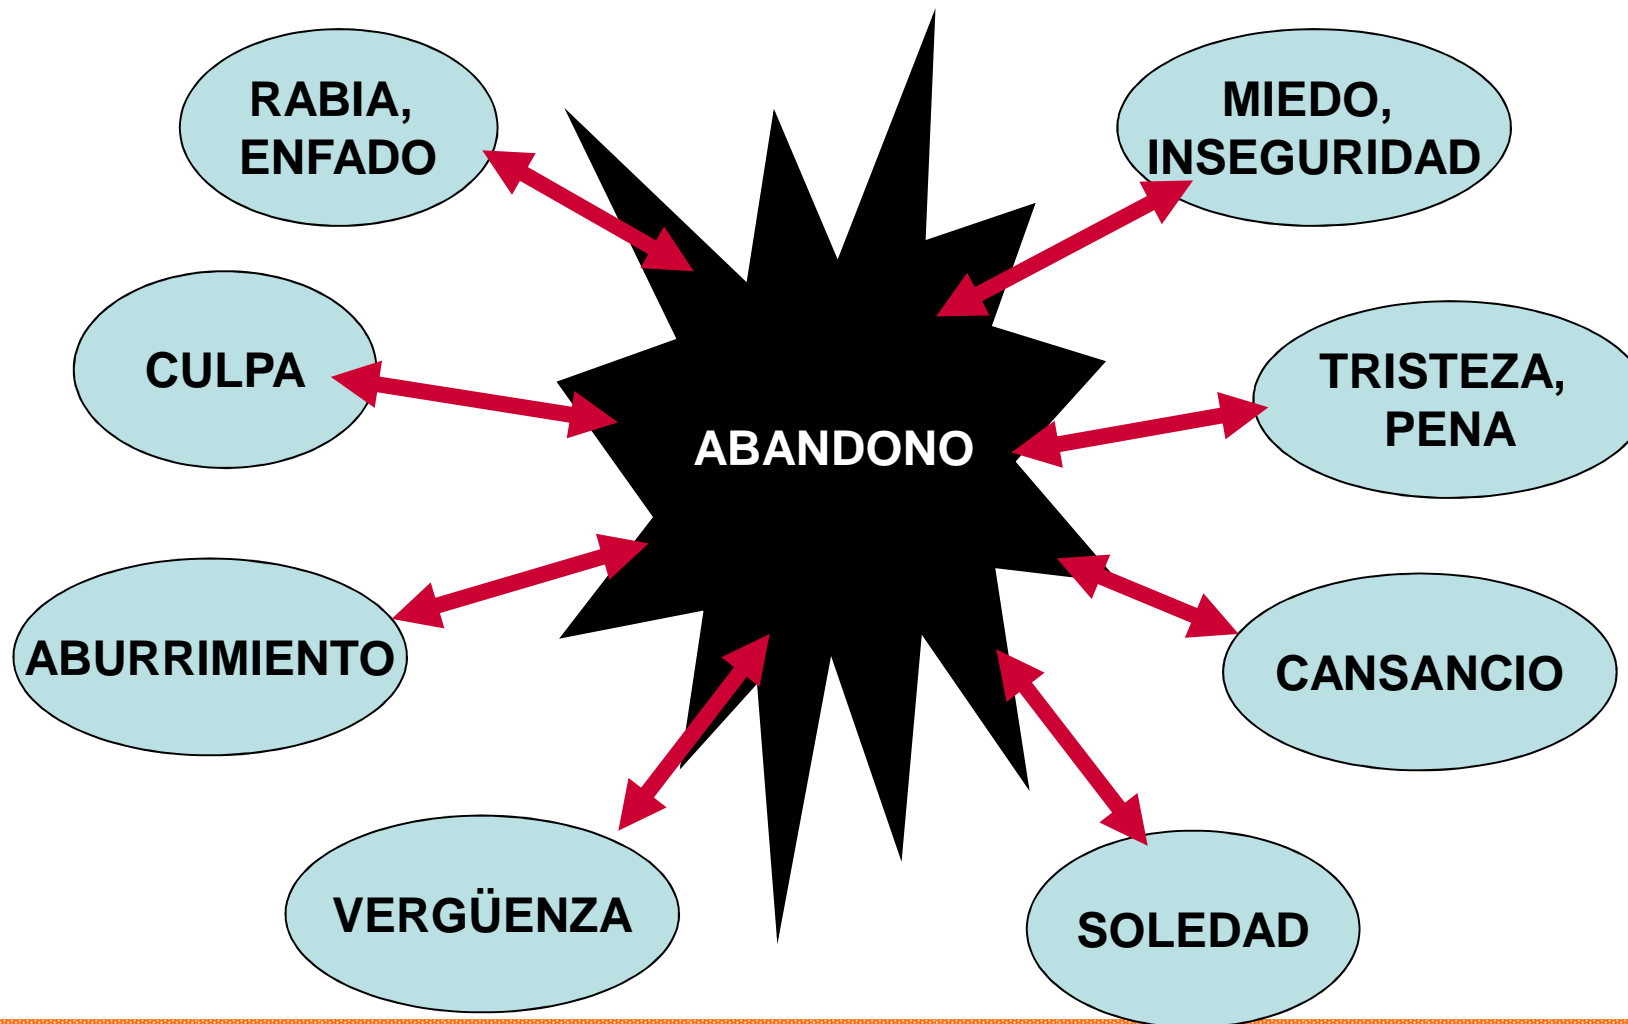 RABIA,
ENFADO
MIEDO,
INSEGURIDAD
CULPA
TRISTEZA,
PENA
ABANDONO
ABURRIMIENTO
CANSANCIO
VERGÜENZA
SOLEDAD